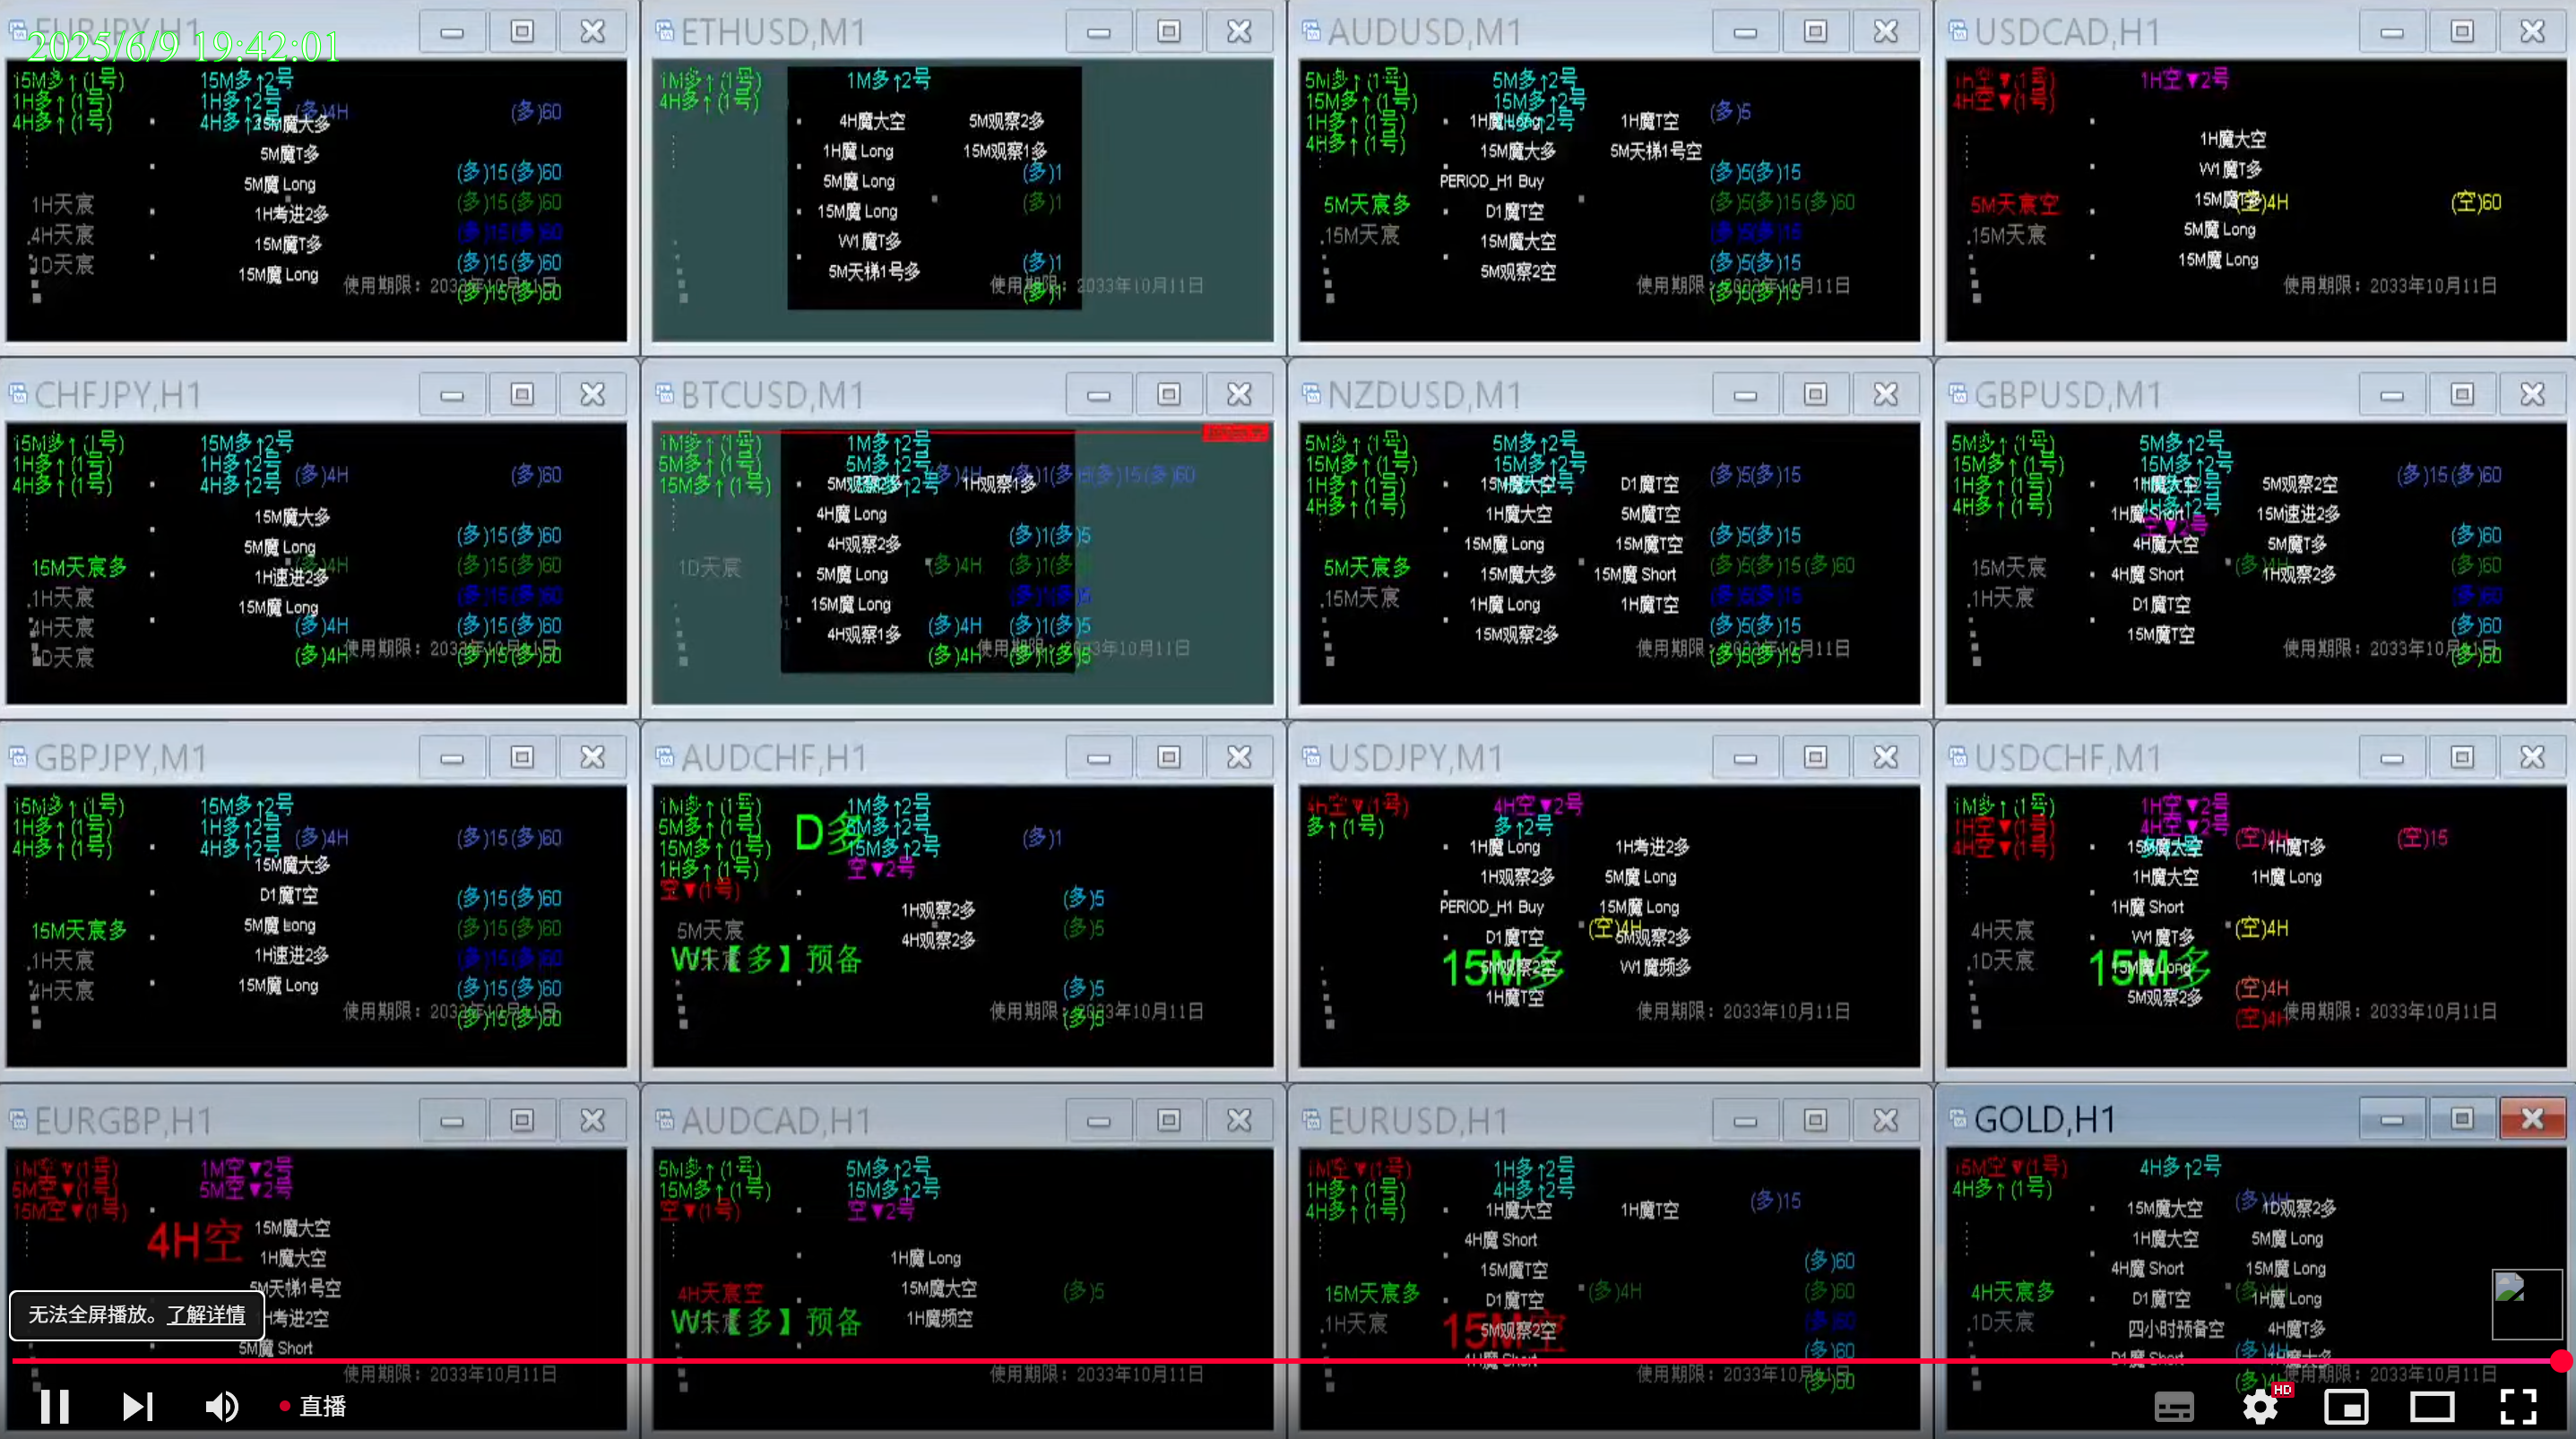 EURJPY,H1
2025/6/9 19:42:01
15M多↑(1号) 15M多↑2号
1H多↑(1号) 1H多↑2号 (多)4H (多)60
4H多↑(1号) 4H多↑2号
15M魔大多
5M魔T多
(多)15(多)60
5M魔 Long
1H天宸 1H考进2多 (多)15(多)60
4H天宸 15M魔T多 (多)15(多)60
1D天宸 15M魔 Long (多)15(多)60
使用期限：2033年10月11日
(多)15(多)60
ETHUSD,M1
1M多↑(1号) 1M多↑2号
4H多↑(1号)
4H魔大空 5M观察2多
1H魔 Long 15M观察1多
5M魔 Long (多)1
15M魔 Long (多)1
W1魔T多
5M天梯1号多 (多)1
使用期限：2033年10月11日
(多)1
AUDUSD,M1
5M多↑(1号) 5M多↑2号
15M多↑(1号) 15M多↑2号
1H多↑(1号) 1H魔 Long 1H魔T空 (多)5
4H多↑(1号)
15M魔大多 5M天梯1号空
PERIOD_H1 Buy (多)5(多)15
5M天宸多 D1魔T空 (多)5(多)15(多)60
15M天宸 15M魔大空 (多)5(多)15
5M观察2空 (多)5(多)15
使用期限：2033年10月11日
(多)5(多)15
USDCAD,H1
1H空▼(1号) 1H空▼2号
4H空▼(1号)
1H魔大空
W1魔T多
5M天宸空 15M魔T多 (空)4H (空)60
15M天宸 5M魔 Long
15M魔 Long
使用期限：2033年10月11日
CHFJPY,H1
15M多↑(1号) 15M多↑2号
1H多↑(1号) 1H多↑2号 (多)4H (多)60
4H多↑(1号) 4H多↑2号
15M魔大多
5M魔 Long (多)15(多)60
15M天宸多 1H速进2多 (多)4H (多)15(多)60
1H天宸 15M魔 Long (多)15(多)60
4H天宸 (多)4H (多)15(多)60
1D天宸 (多)4H (多)15(多)60
使用期限：2033年10月11日
BTCUSD,M1
1M多↑(1号) 1M多↑2号
5M多↑(1号) 5M多↑2号
15M多↑(1号) 5M观察2多 1H观察1多 (多)15(多)60
4H魔 Long
4H观察2多 (多)1(多)5
1D天宸 5M魔 Long (多)4H
15M魔 Long
4H观察1多 (多)4H (多)1(多)5
使用期限：2033年10月11日
(多)4H (多)1(多)5
NZDUSD,M1
5M多↑(1号) 5M多↑2号
15M多↑(1号) 15M多↑2号
1H多↑(1号) 15M魔大空 D1魔T空 (多)5(多)15
4H多↑(1号) 1H魔大空 5M魔T空
15M魔 Long 15M魔T空 (多)5(多)15
5M天宸多 15M魔大多 15M魔 Short (多)5(多)15(多)60
15M天宸 1H魔 Long 1H魔T空 (多)5(多)15
15M观察2多 (多)5(多)15
使用期限：2033年10月11日
(多)5(多)15
GBPUSD,M1
5M多↑(1号) 5M多↑2号
15M多↑(1号) 15M多↑2号
1H多↑(1号) 1H魔大空 5M观察2空 (多)15(多)60
4H多↑(1号) 1H魔 Short 15M速进2多
空▼2号
4H魔大空 5M魔T多 (多)60
15M天宸 4H魔 Short (多)4H 1H观察2多 (多)60
1H天宸 D1魔T空 (多)60
15M魔T空 (多)60
使用期限：2033年10月11日
(多)60
GBPJPY,M1
15M多↑(1号) 15M多↑2号
1H多↑(1号) 1H多↑2号 (多)4H (多)15(多)60
4H多↑(1号) 4H多↑2号
15M魔大多
D1魔T空 (多)15(多)60
15M天宸多 5M魔 Long (多)15(多)60
1H天宸 1H速进2多 (多)15(多)60
4H天宸 15M魔 Long (多)15(多)60
使用期限：2033年10月11日
(多)15(多)60
AUDCHF,H1
1M多↑(1号) 1M多↑2号
5M多↑(1号) D多 5M多↑2号 (多)1
15M多↑(1号) 15M多↑2号
1H多↑(1号) 空▼2号
空▼(1号)
1H观察2多 (多)5
5M天宸 4H观察2多 (多)5
W1【多】预备
(多)5
使用期限：2033年10月11日
(多)5
USDJPY,M1
4H空▼(1号) 4H空▼2号
多↑(1号) 多↑2号
1H魔 Long 1H考进2多
1H观察2多 5M魔 Long
PERIOD_H1 Buy 15M魔 Long
D1魔T空 (空)4H 5M观察2多
15M多 5M观察2空 W1魔频多
1H魔T空
使用期限：2033年10月11日
USDCHF,M1
1M多↑(1号) 1H空▼2号
1H空▼(1号) 4H空▼2号
4H空▼(1号) 15M魔大空 (空)4H 1H魔T多 (空)15
1H魔大空 1H魔 Long
1H魔 Short
4H天宸 W1魔T多 (空)4H
1D天宸 15M多 15M魔 Long
5M观察2多 (空)4H
(空)4H
使用期限：2033年10月11日
EURGBP,H1
1M空▼(1号) 1M空▼2号
5M空▼(1号) 5M空▼2号
15M空▼(1号)
4H空 15M魔大空
1H魔大空
5M天梯1号空
H考进2空
5M魔 Short
使用期限：2033年10月11日
AUDCAD,H1
5M多↑(1号) 5M多↑2号
15M多↑(1号) 15M多↑2号
空▼(1号) 空▼2号
1H魔 Long
4H天宸空 15M魔大空 (多)5
W1【多】预备 1H魔频空
使用期限：2033年10月11日
EURUSD,H1
1M空▼(1号) 1H多↑2号
1H多↑(1号) 4H多↑2号
4H多↑(1号) 1H魔大空 1H魔T空 (多)15
4H魔 Short
15M魔T空 (多)60
15M天宸多 D1魔T空 (多)4H (多)60
1H天宸 15M空 5M观察2空 (多)60
4H魔 Short (多)60
使用期限：2033年10月11日
(多)60
GOLD,H1
15M空▼(1号) 4H多↑2号
4H多↑(1号)
15M魔大空 (多)4H 1D观察2多
1H魔大空 5M魔 Long
4H魔 Short 15M魔 Long
4H天宸多 D1魔T空 1H魔 Long
1D天宸 四小时预备空 4H魔T多
D1魔 Short (多)4H 1H魔大多
使用期限：2033年10月11日
(多)4H
无法全屏播放。了解详情
直播
HD